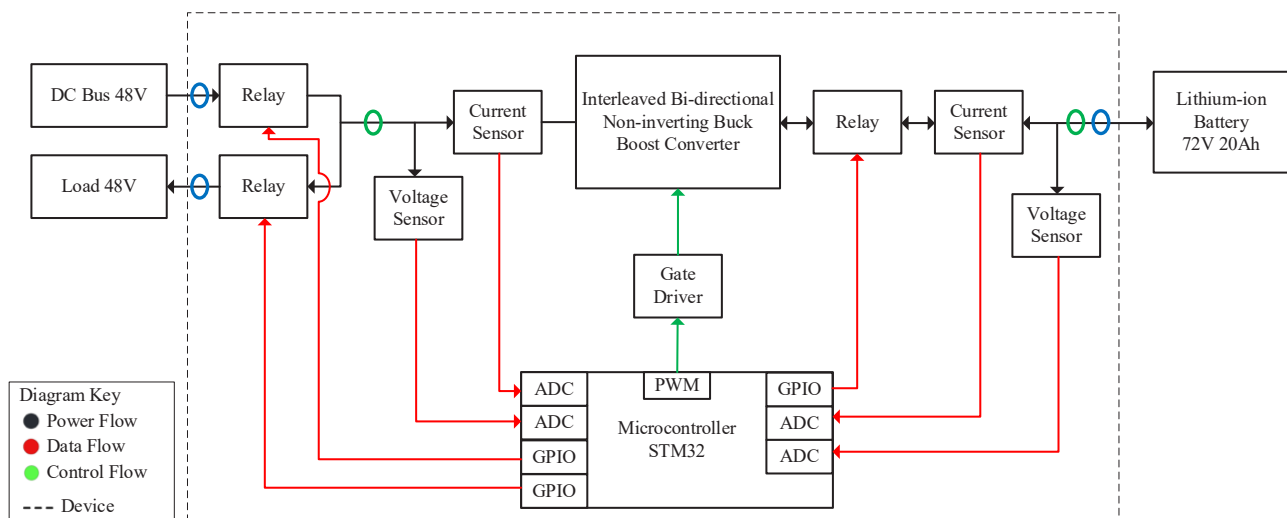 DC Bus 48V
Relay
Current
Sensor
Interleaved Bi-directional
Non-inverting Buck
Boost Converter
Relay
Current
Sensor
Lithium-ion
Battery
72V 20Ah
Load 48V
Relay
Voltage
Sensor
Voltage
Sensor
Gate
Driver
ADC
PWM
GPIO
ADC
Microcontroller
STM32
ADC
GPIO
ADC
GPIO
Diagram Key
Power Flow
Data Flow
Control Flow
Device